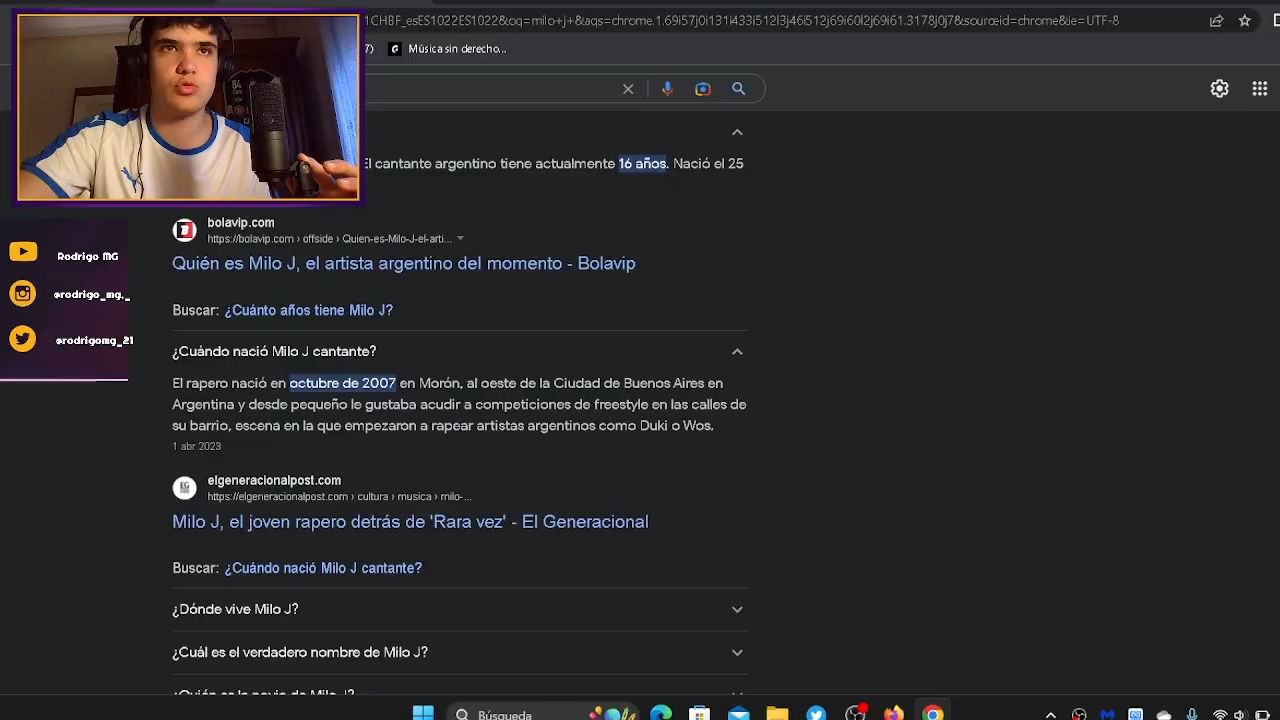 1CHBF_esES1022ES1022&oq=milo+j+&aqs=chrome.1.69i57j0i131i433i512l3j46i512j69i60l2j69i61.3178j0j7&sourceid=chrome&ie=UTF-8
Música sin derecho...
El cantante argentino tiene actualmente 16 años. Nació el 25
bolavip.com
https://bolavip.com › offside › Quien-es-Milo-J-el-arti...
Quién es Milo J, el artista argentino del momento - Bolavip
Rodrigo MG
@rodrigo_mg._
@rodrigomg_21
Buscar: ¿Cuánto años tiene Milo J?
¿Cuándo nació Milo J cantante?
El rapero nació en octubre de 2007 en Morón, al oeste de la Ciudad de Buenos Aires en
Argentina y desde pequeño le gustaba acudir a competiciones de freestyle en las calles de
su barrio, escena en la que empezaron a rapear artistas argentinos como Duki o Wos.
1 abr 2023
elgeneracionalpost.com
https://elgeneracionalpost.com › cultura › musica › milo-...
Milo J, el joven rapero detrás de 'Rara vez' - El Generacional
Buscar: ¿Cuándo nació Milo J cantante?
¿Dónde vive Milo J?
¿Cuál es el verdadero nombre de Milo J?
¿Quién es la novia de Milo J?
Búsqueda